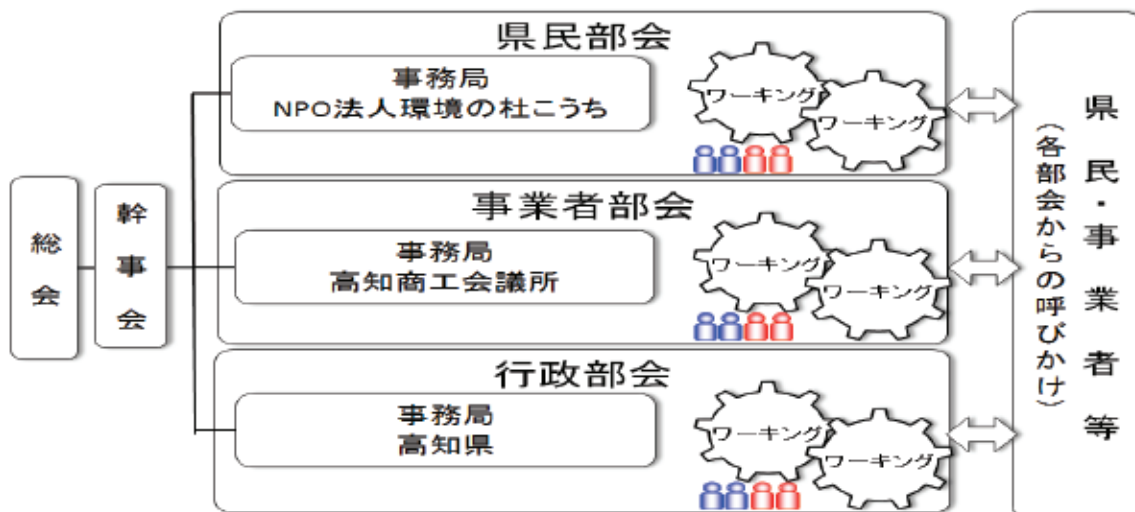 総会
幹事会
県民部会
事務局
NPO法人環境の杜こうち
ワーキング
ワーキング
事業者部会
事務局
高知商工会議所
ワーキング
ワーキング
行政部会
事務局
高知県
ワーキング
ワーキング
県民・事業者等
（各部会からの呼びかけ）